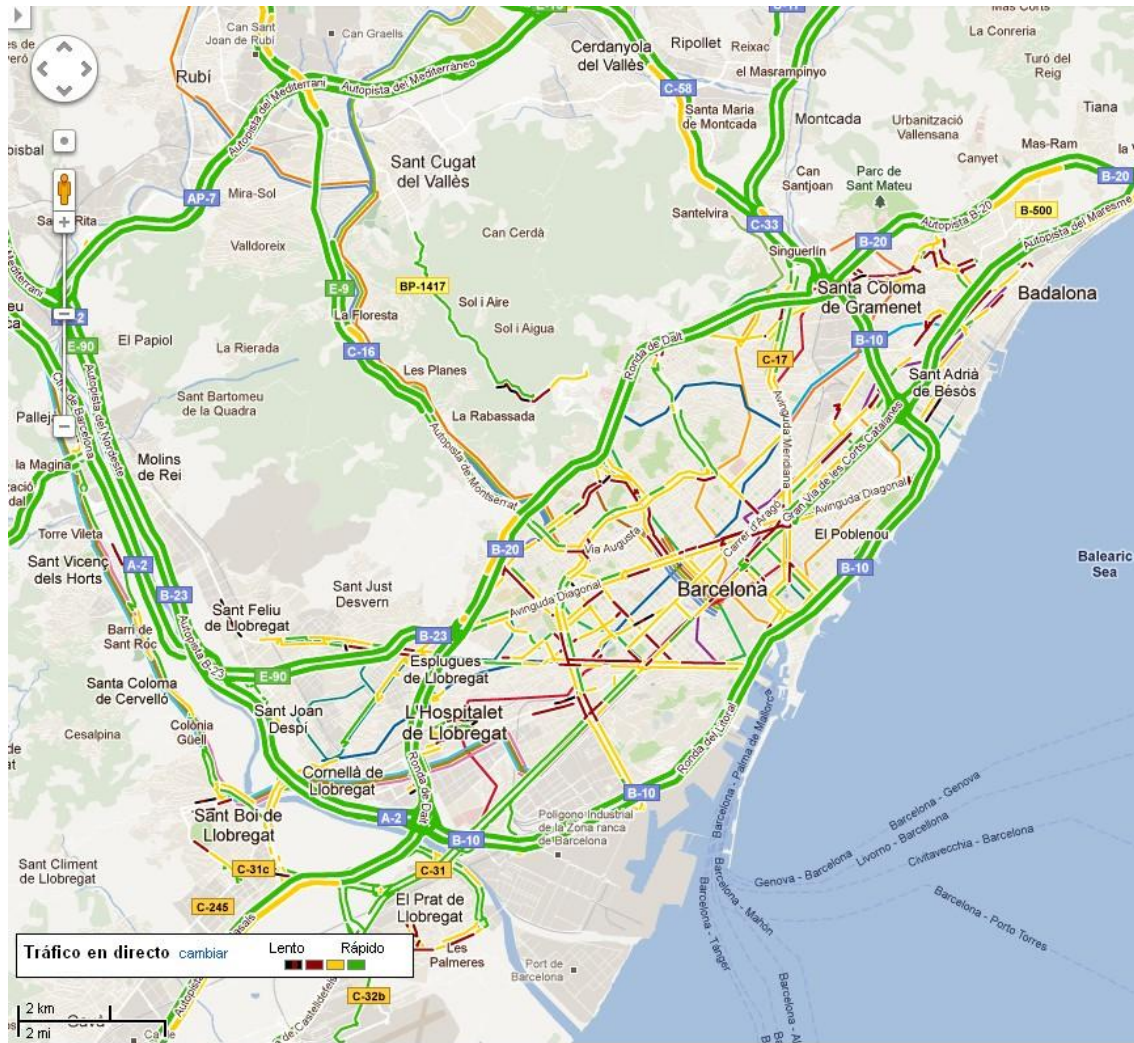 Can Sant
Joan de Rubí
Can Graells
Rubí
Autopista del Mediterráneo
Autopista del Mediterrani
Cerdanyola
del Vallès
Ripollet
Reixac
el Masrampinyo
La Conreria
Turó del
Reig
C-58
Santa Maria
de Montcada
Montcada
Urbanització
Vallensana
Tiana
Mas-Ram
Canyet
B-20
Sant Cugat
del Vallès
AP-7
Mira-Sol
Valldoreix
Can
Santjoan
Parc de
Sant Mateu
Santelvira
C-33
Autopista B-20
B-500
Autopista del Maresme
B-20
Can Cerdà
Singuerlín
BP-1417
E-9
La Floresta
Sol i Aire
Sol i Aigua
Santa Coloma
de Gramenet
Badalona
E-90
El Papiol
La Rierada
C-16
Les Planes
Ronda de Dalt
C-17
B-10
Sant Adrià
de Bèsòs
Sant Bartomeu
de la Quadra
La Rabassada
Autopista del Nordeste
Molins
de Rei
la Magina
Autopista de Montserrat
Avinguda Meridiana
Gran Via de les Corts Catalanes
Avinguda Diagonal
Torre Vileta
Sant Vicenç
dels Horts
A-2
B-23
B-20
Via Augusta
Carrer d'Aragó
El Poblenou
B-10
Balearic
Sea
Sant Just
Desvern
Barcelona
Sant Feliu
de Llobregat
Avinguda Diagonal
Barri de
Sant Roc
Autopista B-23
B-23
E-90
Esplugues
de Llobregat
Santa Coloma
de Cervelló
Sant Joan
Despí
L'Hospitalet
de Llobregat
Colònia
Güell
Cesalpina
Ronda de Dalt
Ronda del Litoral
Barcelona - Palma de Mallorca
Cornellà de
Llobregat
Sant Boi de
Llobregat
A-2
B-10
B-10
Polígono Industrial
de la Zona ranca
de Barcelona
Barcelona - Genova
Livorno - Barcellona
Civitavecchia - Barcelona
Genova - Barcelona
Barcelona - Porto Torres
Barcelona - Mahón
Barcelona - Tánger
Sant Climent
de Llobregat
C-31c
C-31
C-245
El Prat de
Llobregat
Les
Palmeres
Port de
Barcelona
C-32b
Tráfico en directo cambiar
Lento Rápido
2 km
2 mi